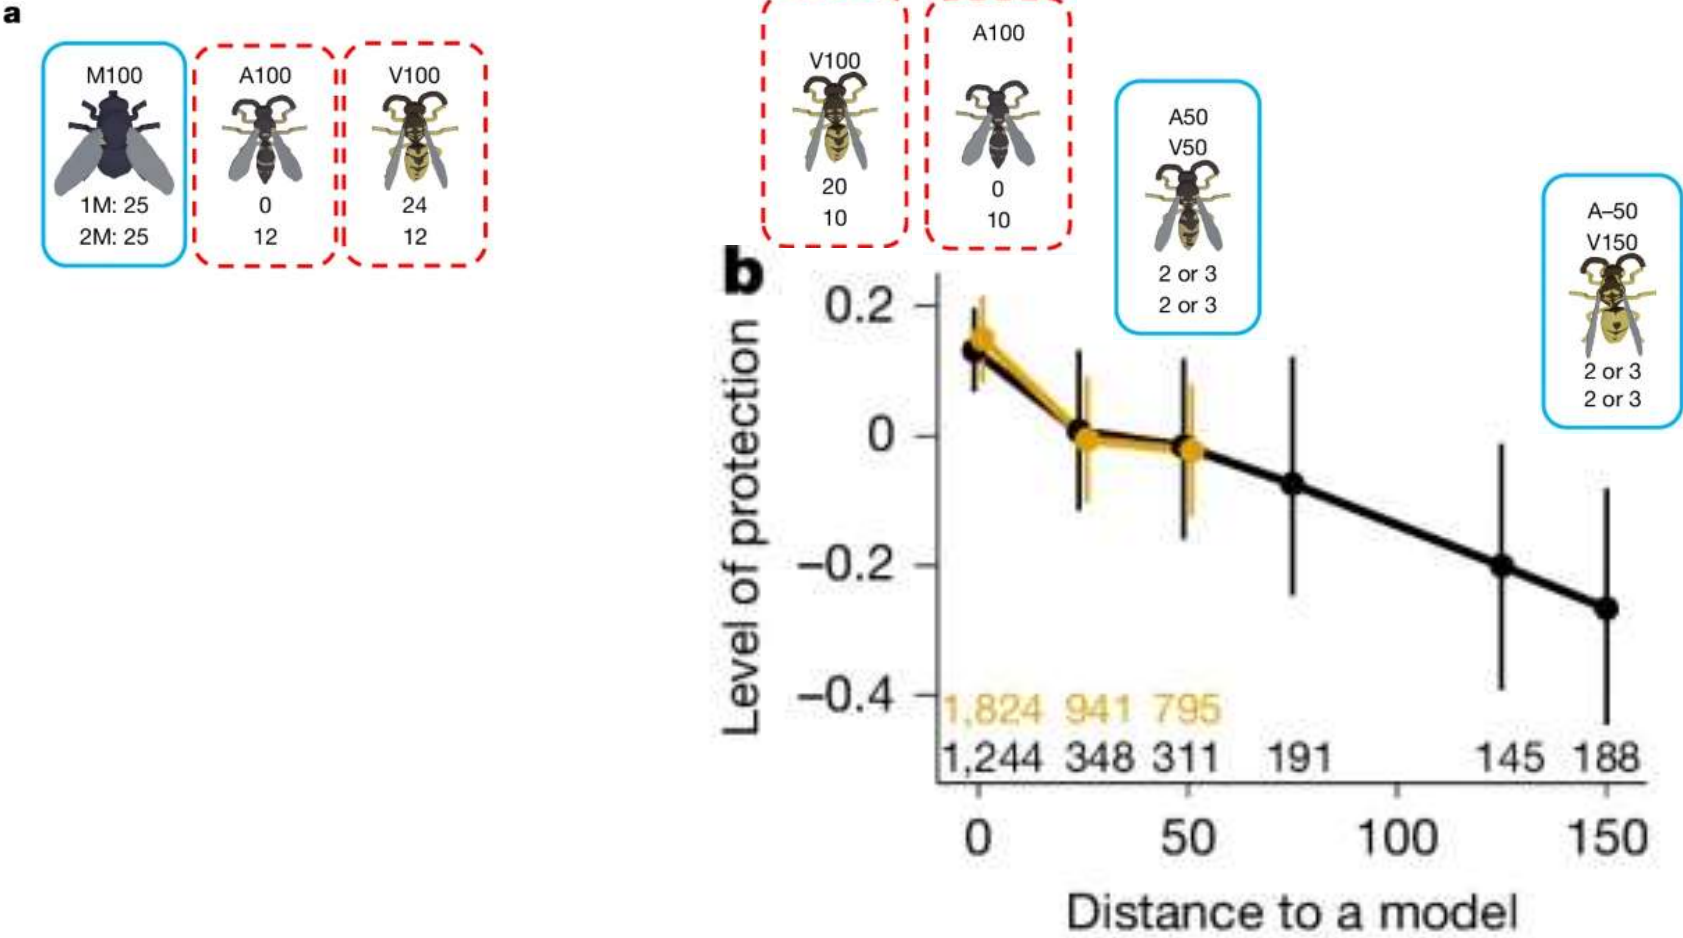 a
M100
1M: 25
2M: 25
A100
0
12
V100
24
12
V100
20
10
A100
0
10
A50
V50
2 or 3
2 or 3
A–50
V150
2 or 3
2 or 3
b
Level of protection
0.2
0
–0.2
–0.4
1,824 941 795
1,244 348 311 191 145 188
0 50 100 150
Distance to a model